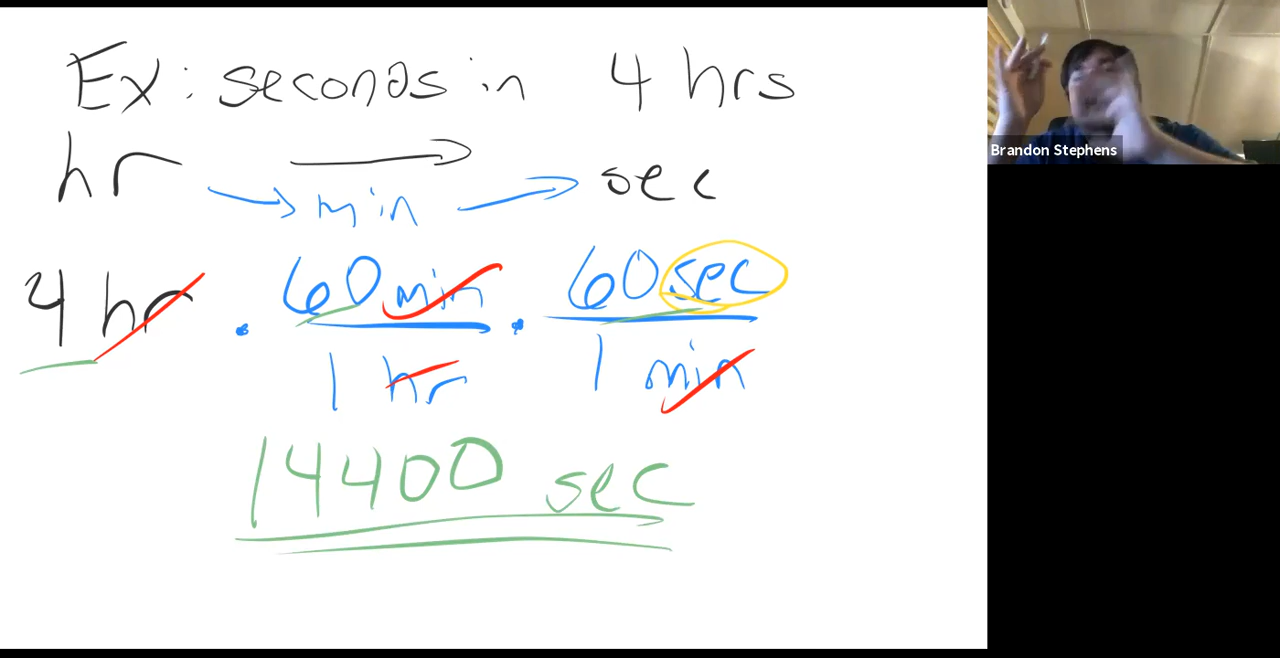 Ex: seconds in 4 hrs
hr → sec
→ min →
4 hr · 60 min / 1 hr · 60 sec / 1 min
14400 sec
Brandon Stephens